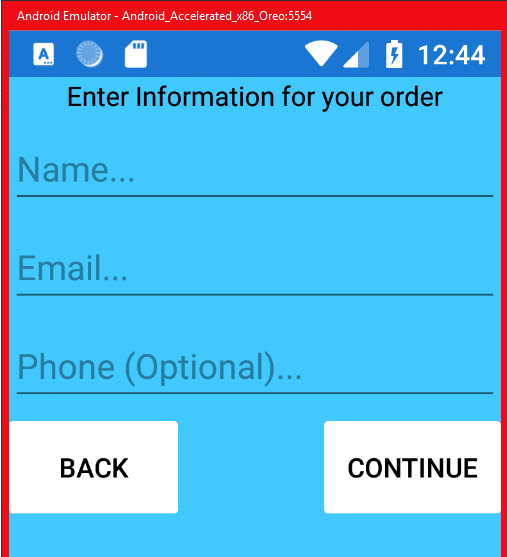 Android Emulator - Android_Accelerated_x86_Oreo:5554
A 12:44
Enter Information for your order
Name...
Email...
Phone (Optional)...
BACK CONTINUE